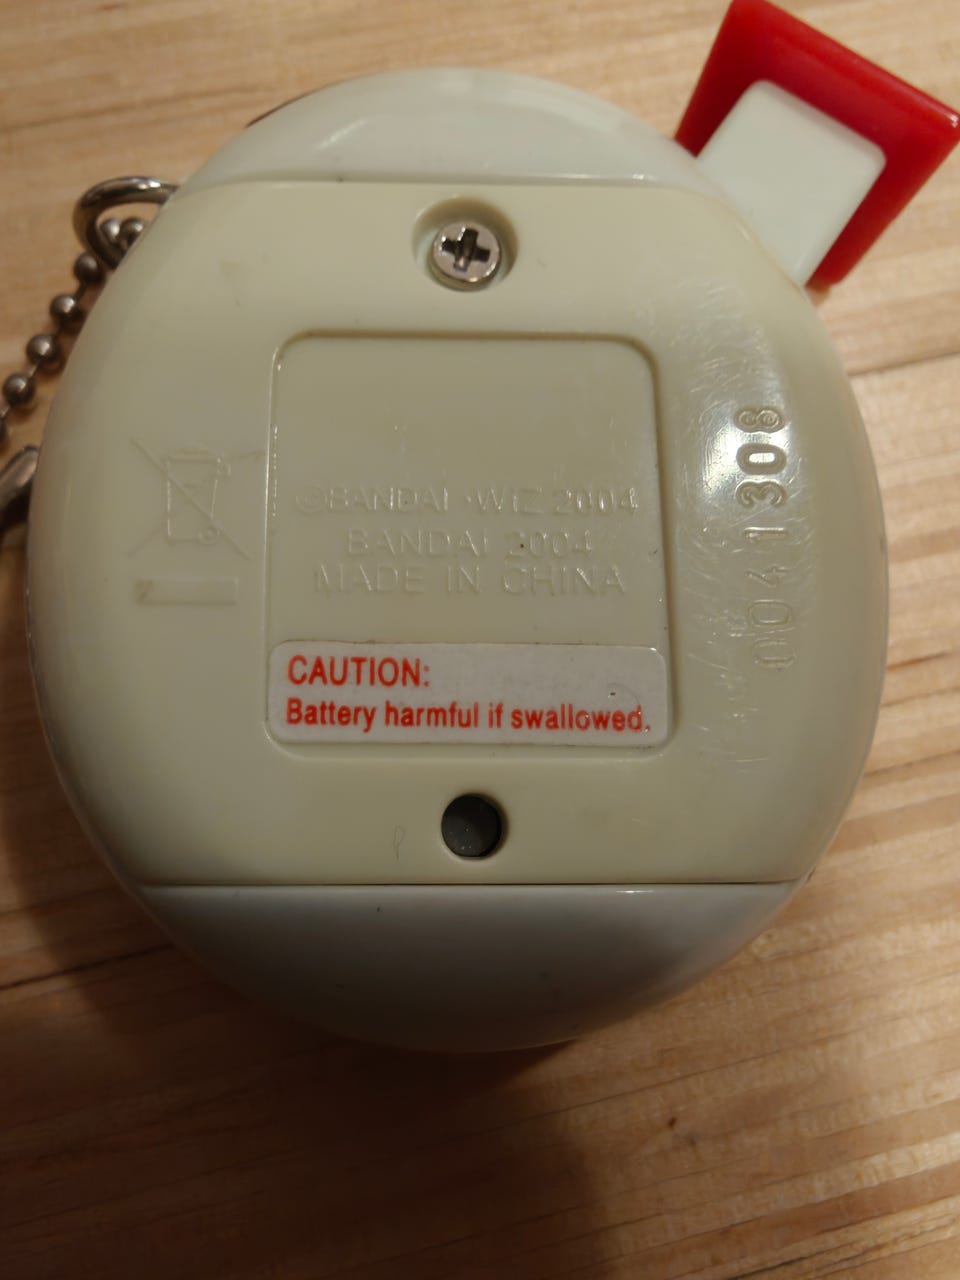 ©BANDAI·WIZ 2004
BANDAI 2004
MADE IN CHINA
CAUTION:
Battery harmful if swallowed.
0041308